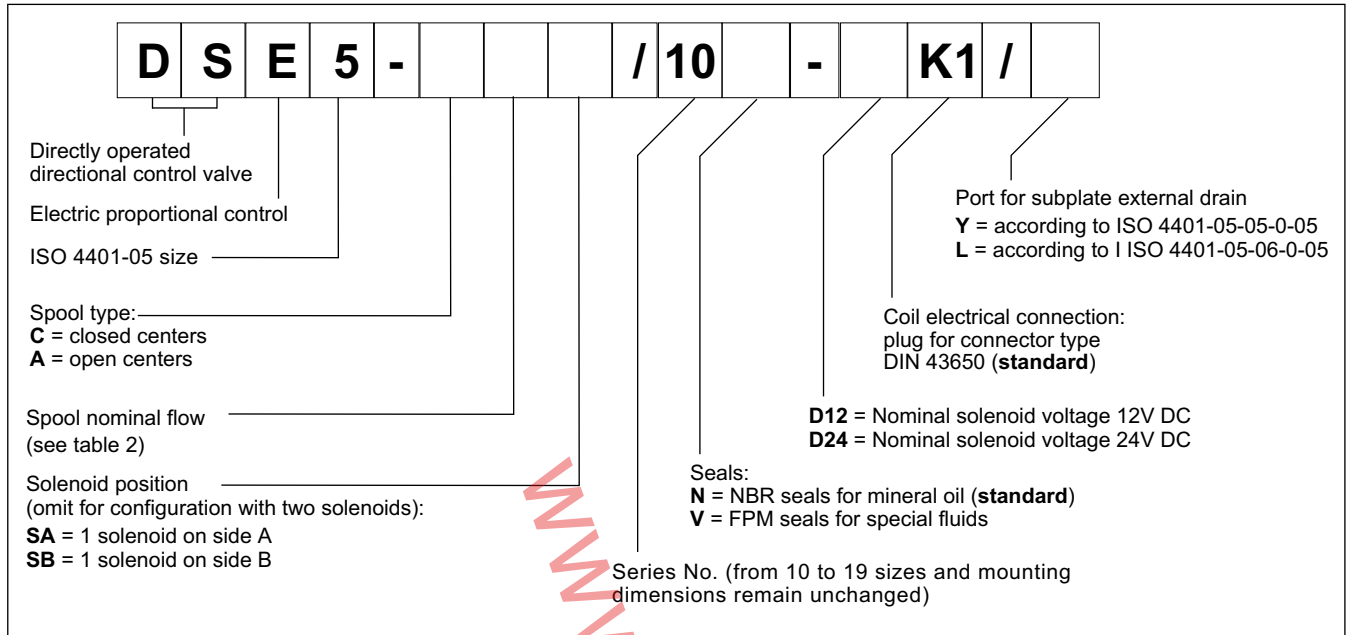 D S E 5 - / 10 - K1 /
Directly operated
directional control valve
Electric proportional control
ISO 4401-05 size
Spool type:
C = closed centers
A = open centers
Spool nominal flow
(see table 2)
Solenoid position
(omit for configuration with two solenoids):
SA = 1 solenoid on side A
SB = 1 solenoid on side B
Port for subplate external drain
Y = according to ISO 4401-05-05-0-05
L = according to I ISO 4401-05-06-0-05
Coil electrical connection:
plug for connector type
DIN 43650 (standard)
D12 = Nominal solenoid voltage 12V DC
D24 = Nominal solenoid voltage 24V DC
Seals:
N = NBR seals for mineral oil (standard)
V = FPM seals for special fluids
Series No. (from 10 to 19 sizes and mounting
dimensions remain unchanged)